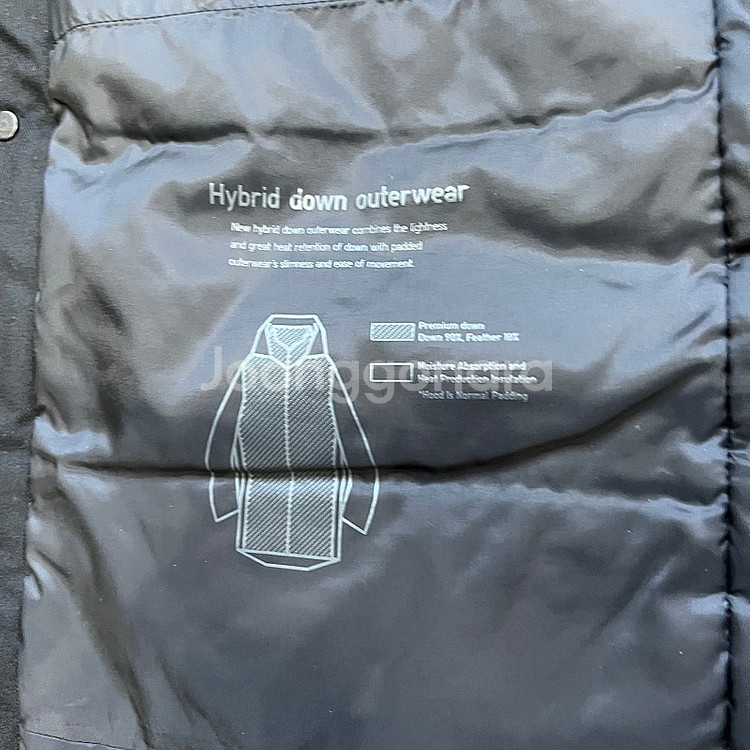 Hybrid down outerwear
New hybrid down outerwear combines the lightness
and great heat retention of down with padded
outerwear's slimness and ease of movement.
Premium down
Down 90%, Feather 10%
Moisture Absorption and
Heat Production Insulation
*Hood is Normal Padding
Joonggonara